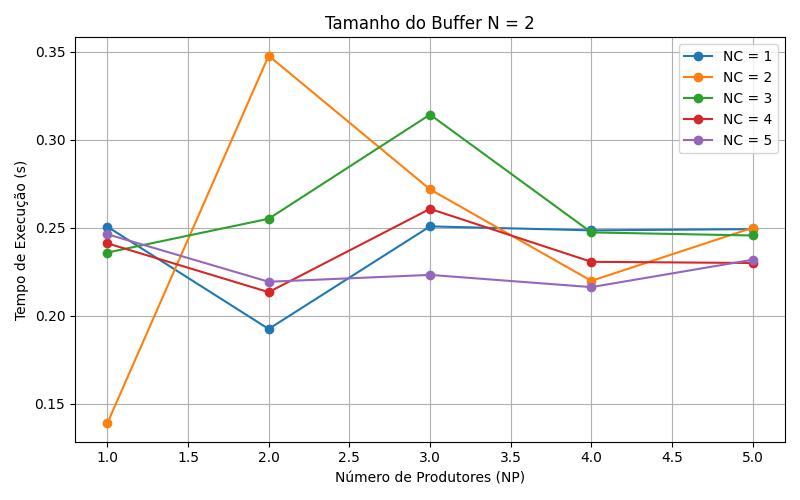 Tamanho do Buffer N = 2
NC = 1
NC = 2
NC = 3
NC = 4
NC = 5
Tempo de Execução (s)
0.35
0.30
0.25
0.20
0.15
1.0 1.5 2.0 2.5 3.0 3.5 4.0 4.5 5.0
Número de Produtores (NP)